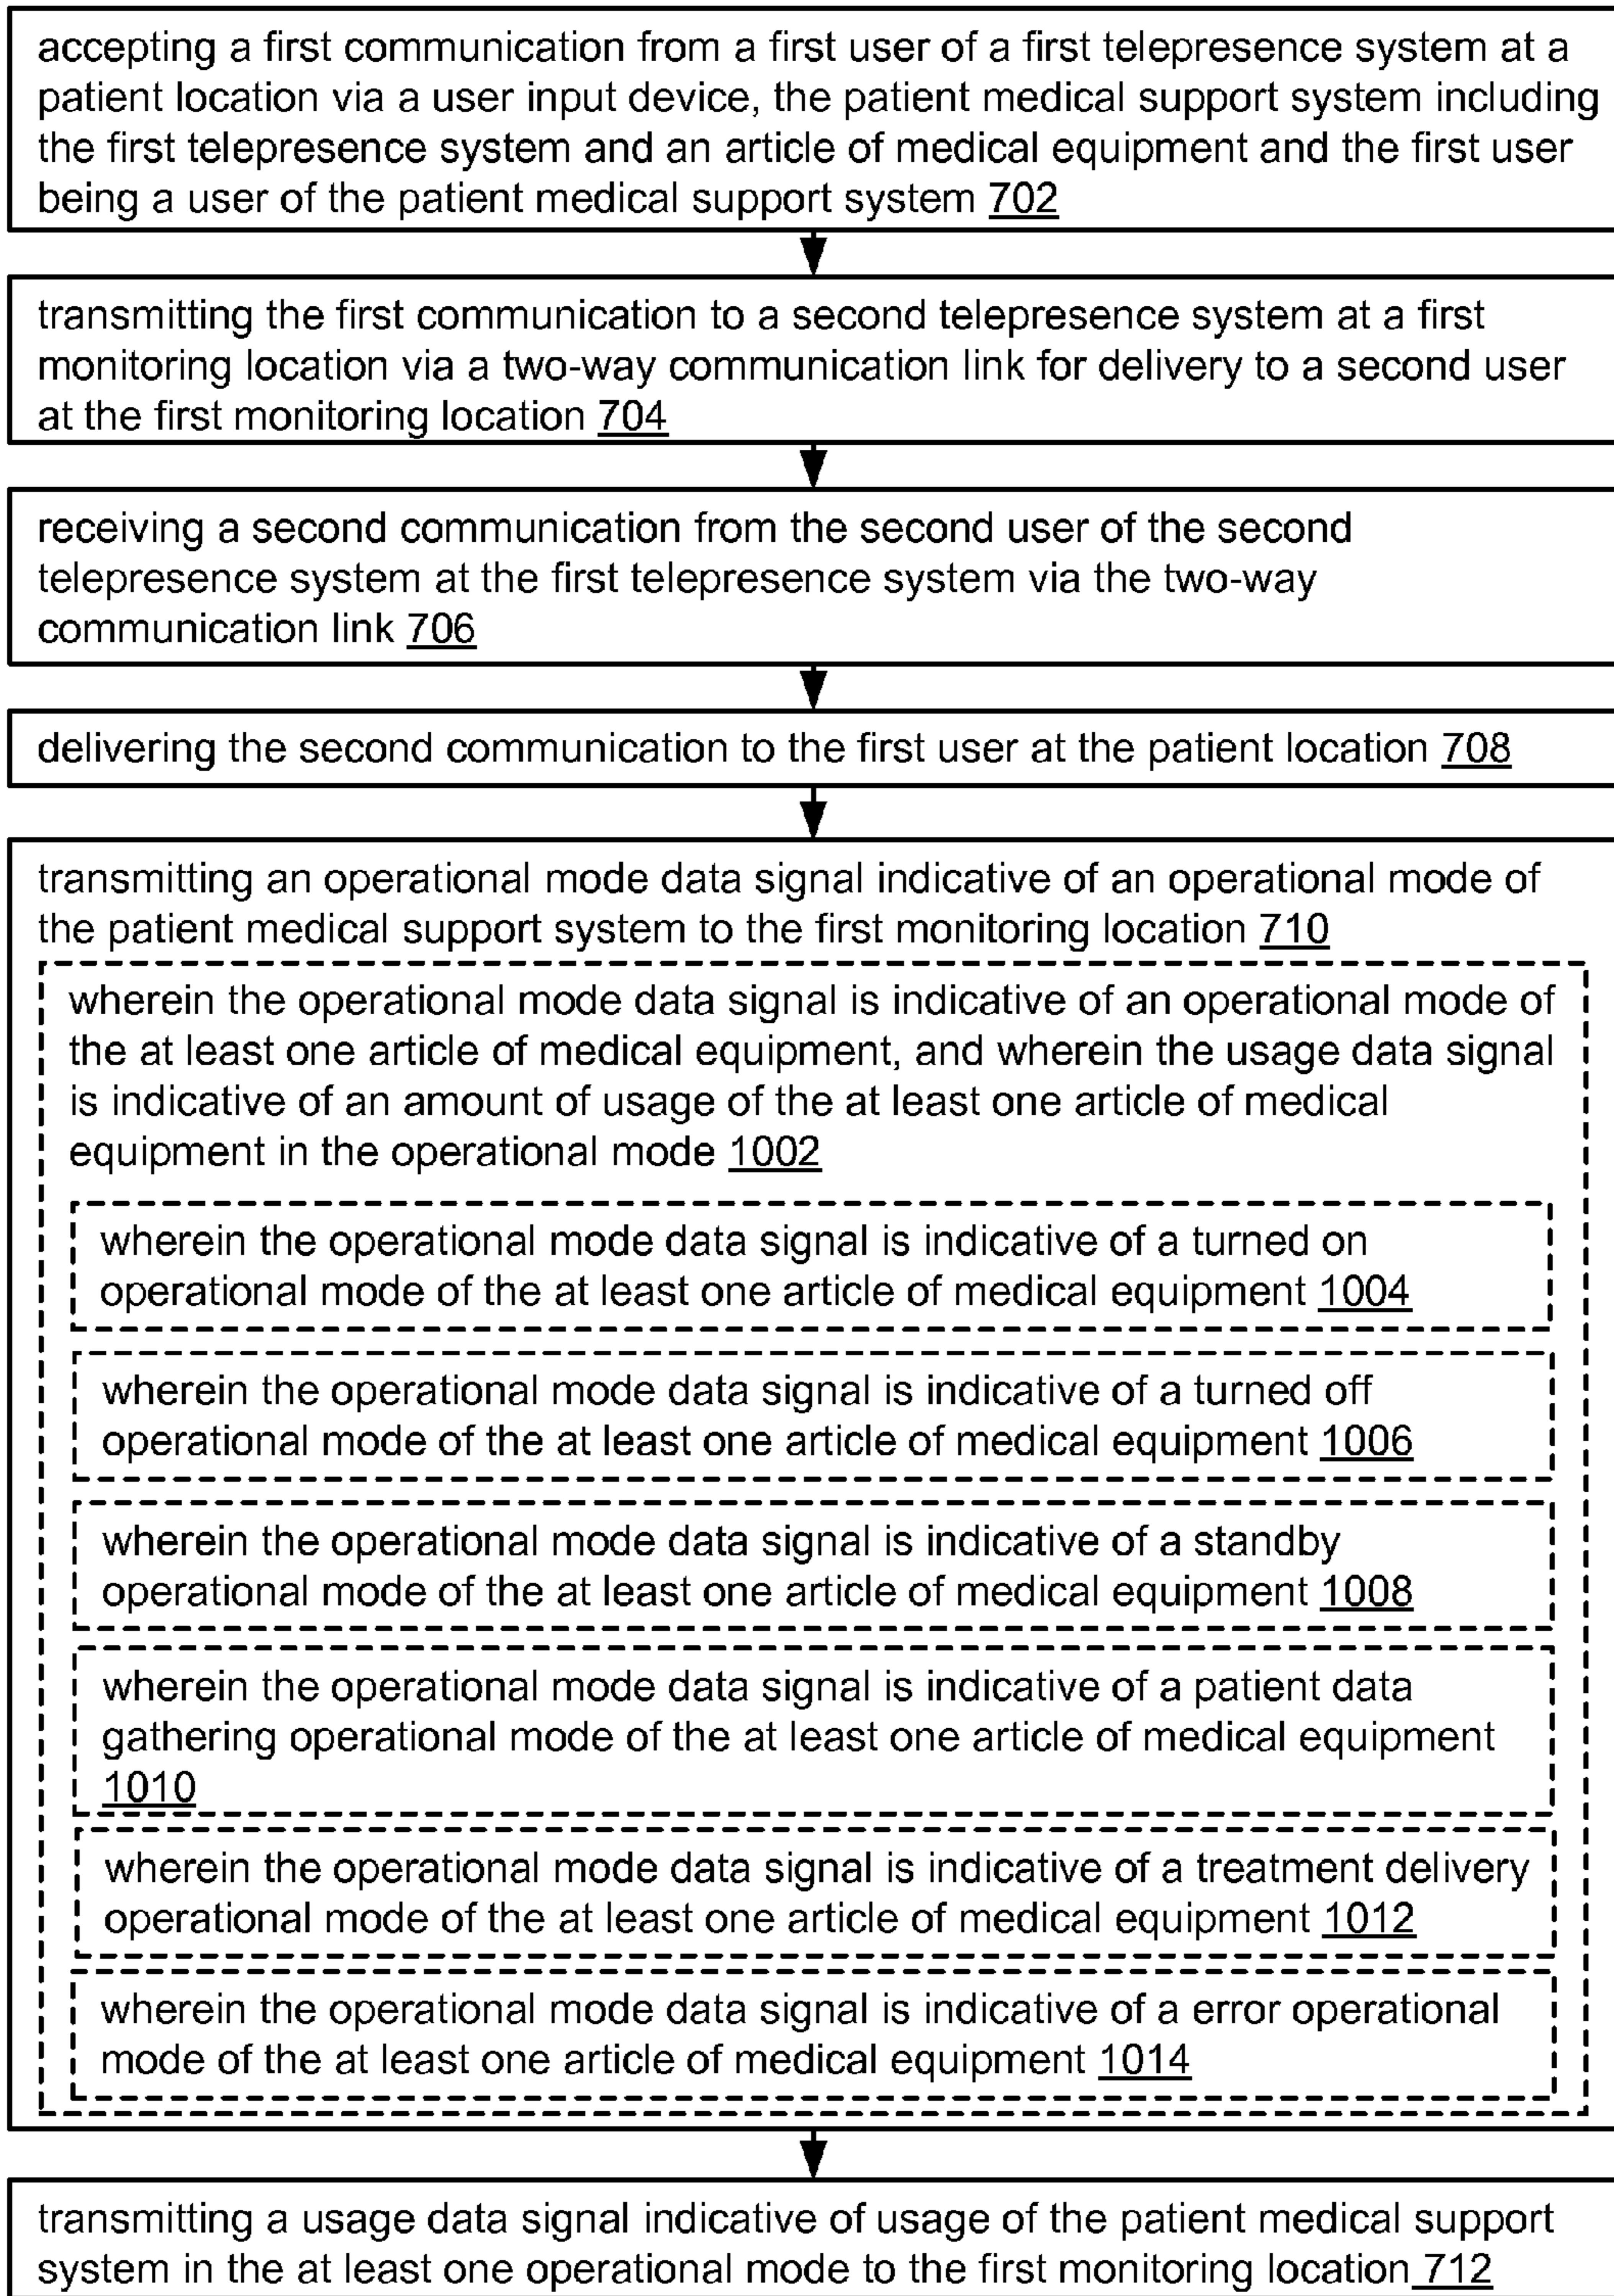 accepting a first communication from a first user of a first telepresence system at a
patient location via a user input device, the patient medical support system including
the first telepresence system and an article of medical equipment and the first user
being a user of the patient medical support system 702
transmitting the first communication to a second telepresence system at a first
monitoring location via a two-way communication link for delivery to a second user
at the first monitoring location 704
receiving a second communication from the second user of the second
telepresence system at the first telepresence system via the two-way
communication link 706
delivering the second communication to the first user at the patient location 708
transmitting an operational mode data signal indicative of an operational mode of
the patient medical support system to the first monitoring location 710
wherein the operational mode data signal is indicative of an operational mode of
the at least one article of medical equipment, and wherein the usage data signal
is indicative of an amount of usage of the at least one article of medical
equipment in the operational mode 1002
wherein the operational mode data signal is indicative of a turned on
operational mode of the at least one article of medical equipment 1004
wherein the operational mode data signal is indicative of a turned off
operational mode of the at least one article of medical equipment 1006
wherein the operational mode data signal is indicative of a standby
operational mode of the at least one article of medical equipment 1008
wherein the operational mode data signal is indicative of a patient data
gathering operational mode of the at least one article of medical equipment
1010
wherein the operational mode data signal is indicative of a treatment delivery
operational mode of the at least one article of medical equipment 1012
wherein the operational mode data signal is indicative of a error operational
mode of the at least one article of medical equipment 1014
transmitting a usage data signal indicative of usage of the patient medical support
system in the at least one operational mode to the first monitoring location 712